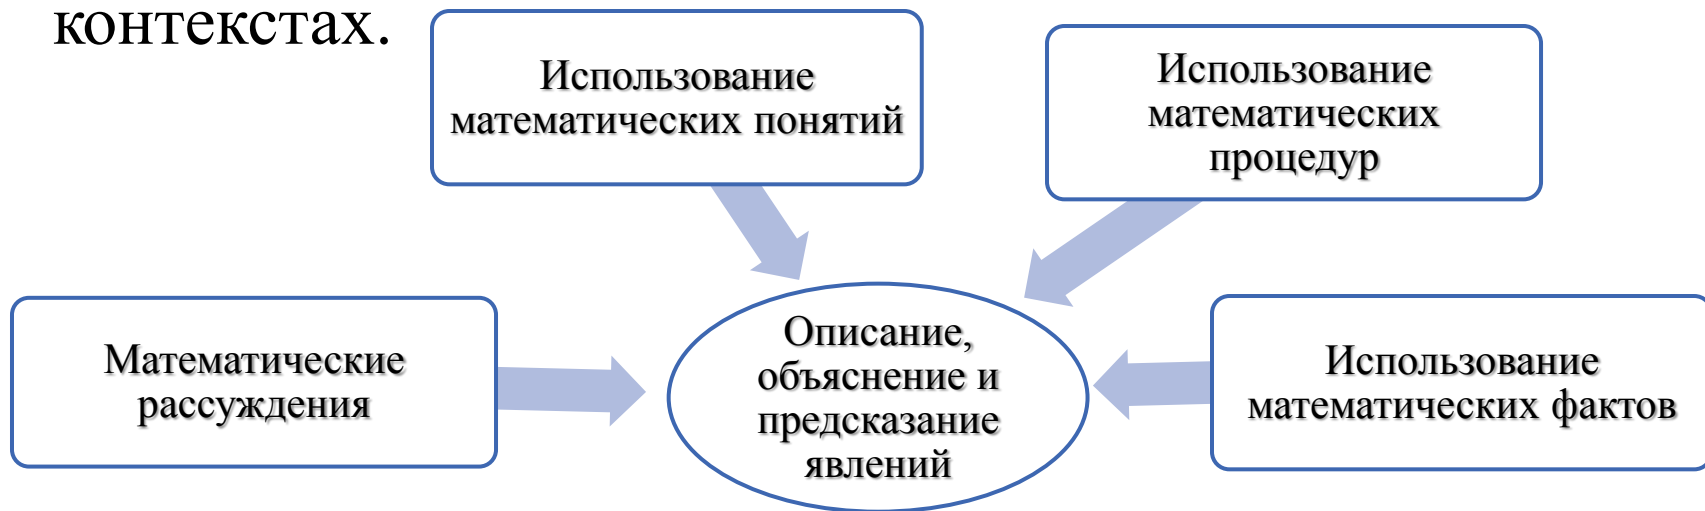 контекстах.
Использование
математических понятий
Использование
математических
процедур
Математические
рассуждения
Описание,
объяснение и
предсказание
явлений
Использование
математических фактов